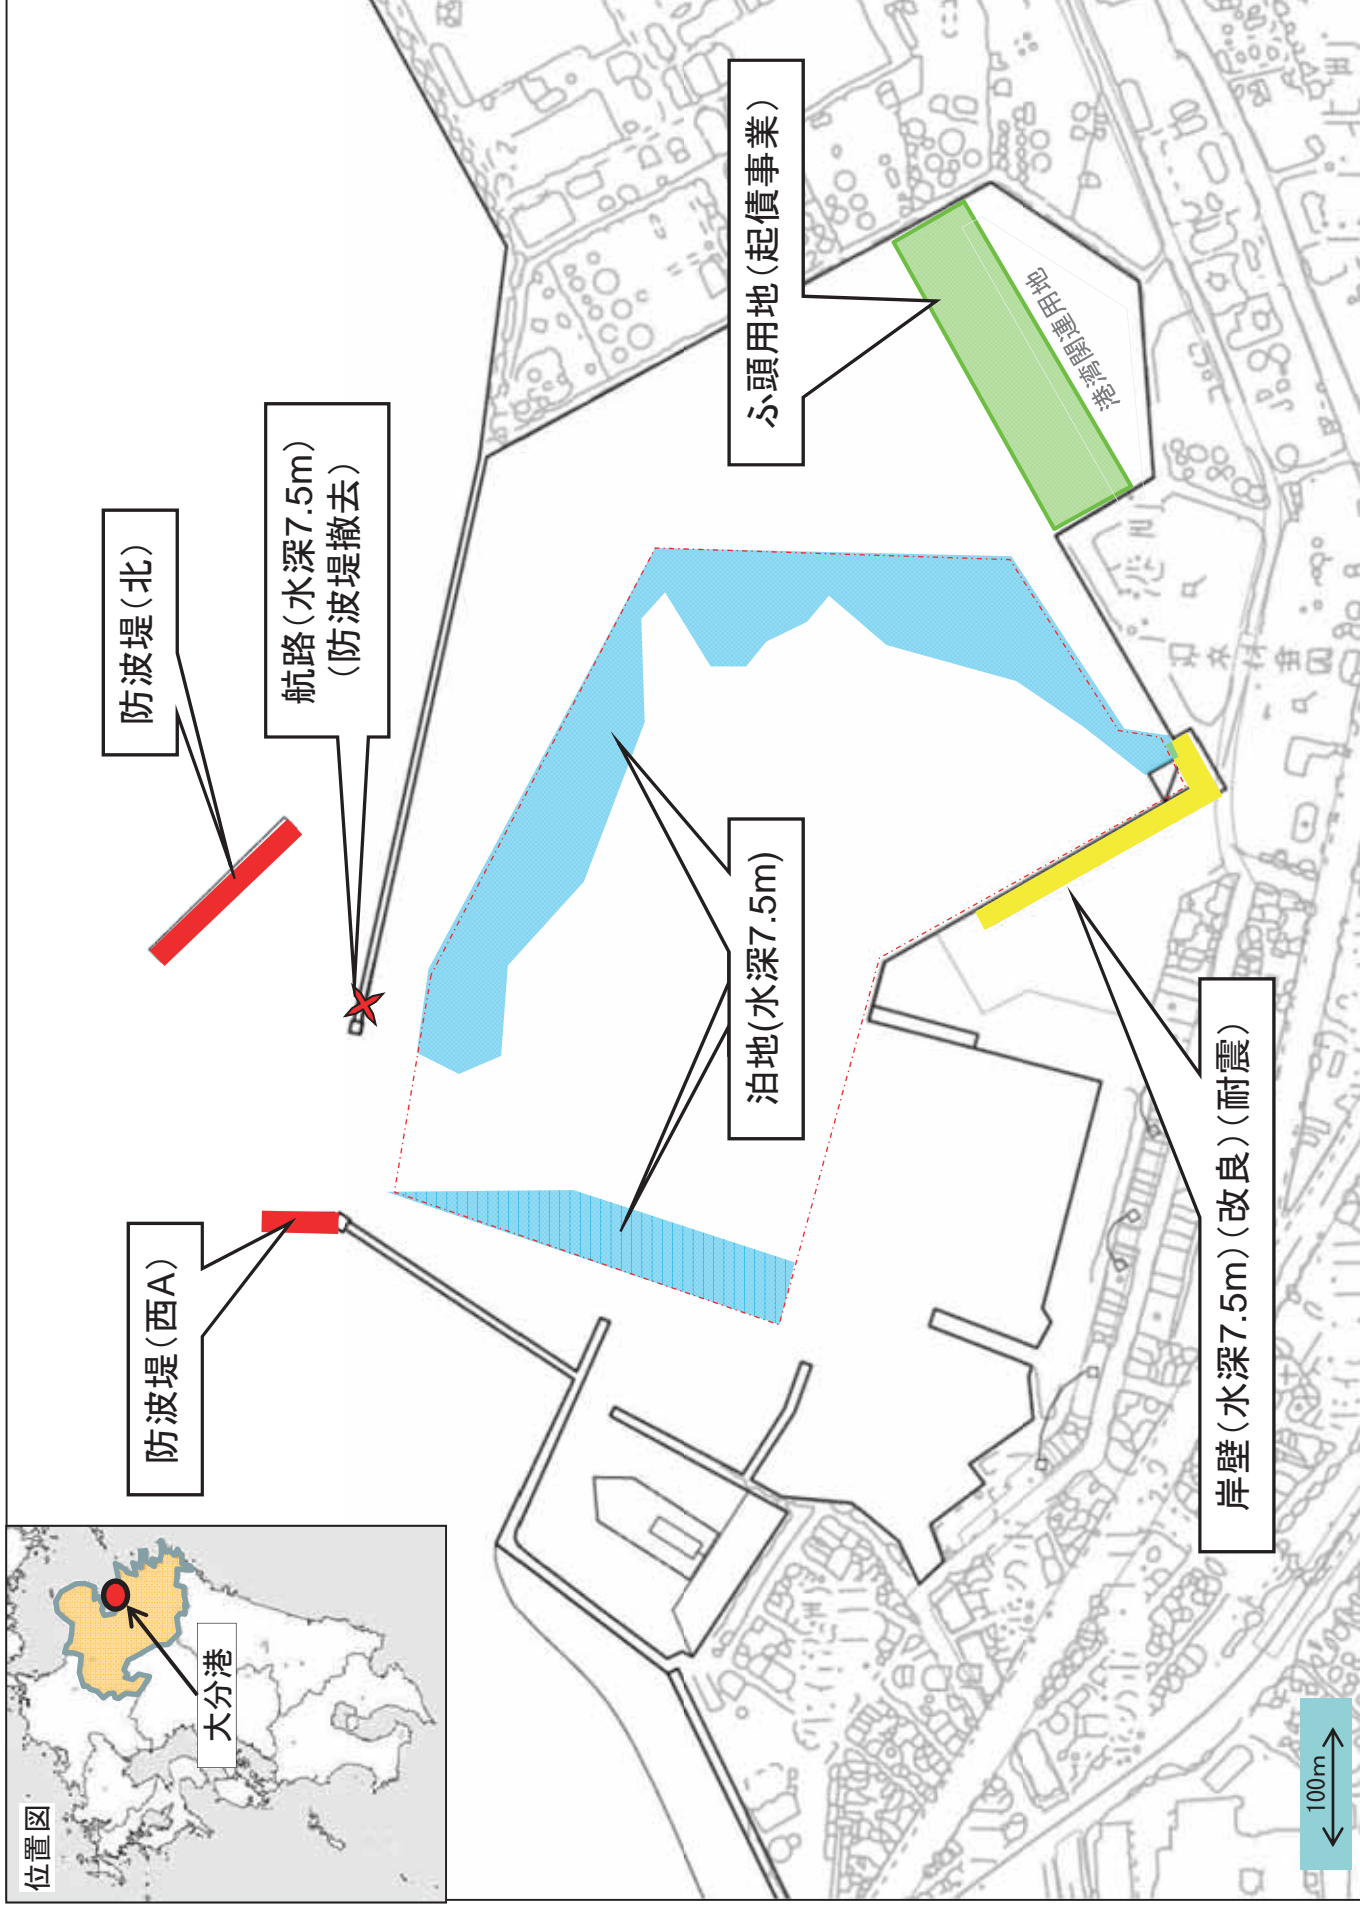 位置図
大分港
防波堤(西A)
防波堤(北)
航路(水深7.5m)
(防波堤撤去)
泊地(水深7.5m)
ふ頭用地(起債事業)
港湾関連用地
岸壁(水深7.5m)(改良)(耐震)
100m